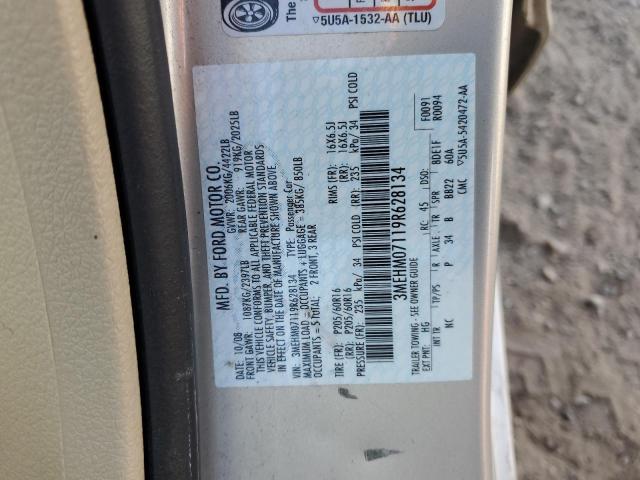 The
▽5U5A-1532-AA (TLU)
MFD. BY FORD MOTOR CO.
DATE: 10/08 GVWR: 2006KG/4422LB
FRONT GAWR: 1087KG/2397LB REAR GAWR: 919KG/2025LB
THIS VEHICLE CONFORMS TO ALL APPLICABLE FEDERAL MOTOR
VEHICLE SAFETY, BUMPER, AND THEFT PREVENTION STANDARDS
IN EFFECT ON THE DATE OF MANUFACTURE SHOWN ABOVE.
VIN: 3MEHM07119R628134 TYPE: Passenger Car
MAXIMUM LOAD = OCCUPANTS + LUGGAGE = 385KG/ 850LB
OCCUPANTS = 5 TOTAL: 2 FRONT, 3 REAR
TIRE (FR): P205/60R16 RIMS (FR): 16X6.5J
(RR): P205/60R16 (RR): 16X6.5J
PRESSURE (FR): 235 kPa/ 34 PSI COLD (RR): 235 kPa/ 34 PSI COLD
3MEHM07119R628134
TRAILER TOWING - SEE OWNER GUIDE
EXT PNT: HG RC: 45 DSO: F0091
R0094
INT TR TP/PS R AXLE TR SPR BDEIF
NC P 34 B BB22 60A
CMC ▽5U5A-5420472-AA